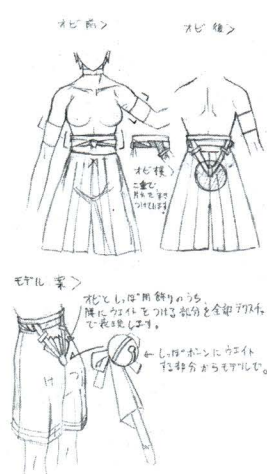 オビ前＞
オビ後＞
オビ横＞
二重で
モデル 案＞
オビとしっぽ用飾りのうち、
腰にウェイトをつける部分を全部テクスチャ
で表現します。
←しっぽボーンにウェイト
する部分からモデルで。